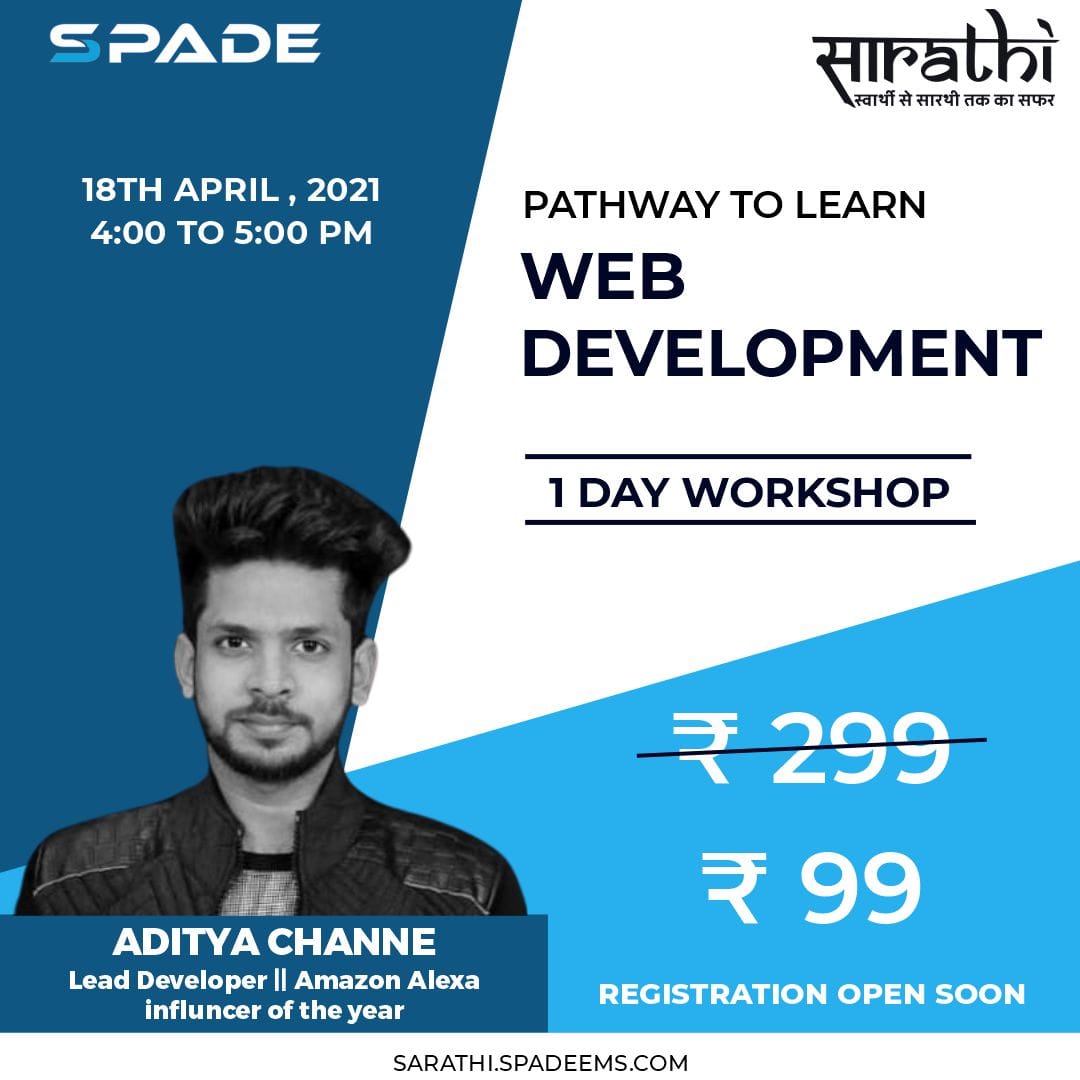 SPADE
साrathi
स्वार्थी से सारथी तक का सफर
18TH APRIL , 2021
4:00 TO 5:00 PM
PATHWAY TO LEARN
WEB
DEVELOPMENT
1 DAY WORKSHOP
₹ 299
₹ 99
ADITYA CHANNE
Lead Developer || Amazon Alexa
influncer of the year
REGISTRATION OPEN SOON
SARATHI.SPADEEMS.COM